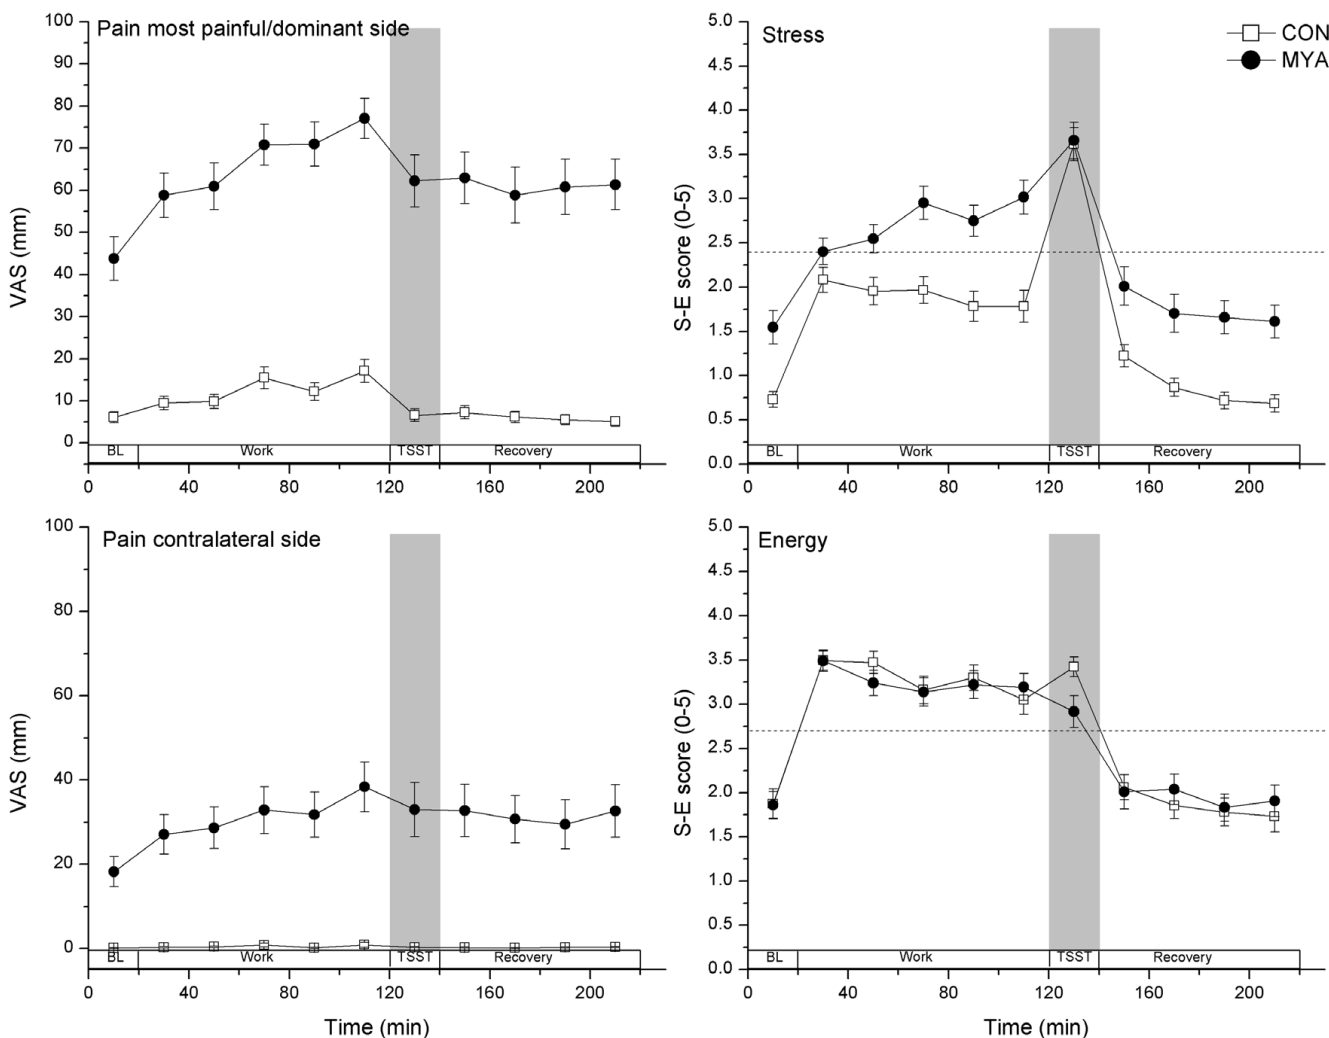 Pain most painful/dominant side
100
90
80
70
60
50
40
30
20
10
0
VAS (mm)
BL Work TSST Recovery
0 40 80 120 160 200
Stress
CON
MYA
5.0
4.5
4.0
3.5
3.0
2.5
2.0
1.5
1.0
0.5
0.0
S-E score (0-5)
BL Work TSST Recovery
0 40 80 120 160 200
Pain contralateral side
100
80
60
40
20
0
VAS (mm)
BL Work TSST Recovery
0 40 80 120 160 200
Time (min)
Energy
5.0
4.5
4.0
3.5
3.0
2.5
2.0
1.5
1.0
0.5
0.0
S-E score (0-5)
BL Work TSST Recovery
0 40 80 120 160 200
Time (min)